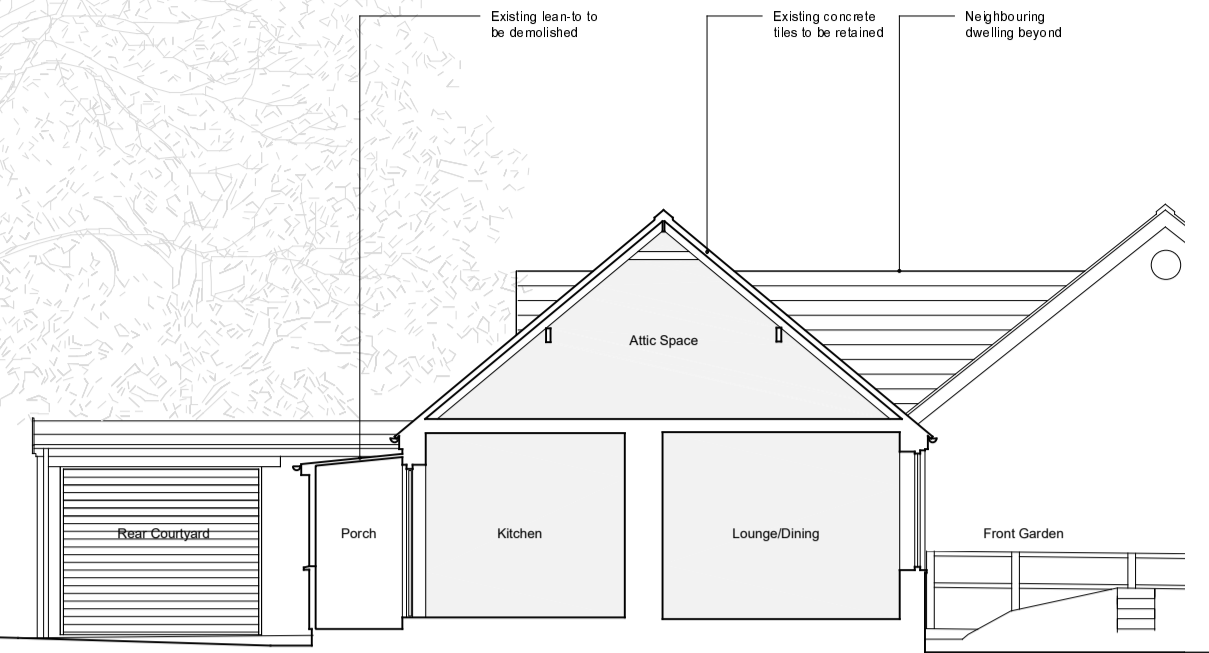 Existing lean-to to
be demolished
Existing concrete
tiles to be retained
Neighbouring
dwelling beyond
Attic Space
Rear Courtyard
Porch
Kitchen
Lounge/Dining
Front Garden